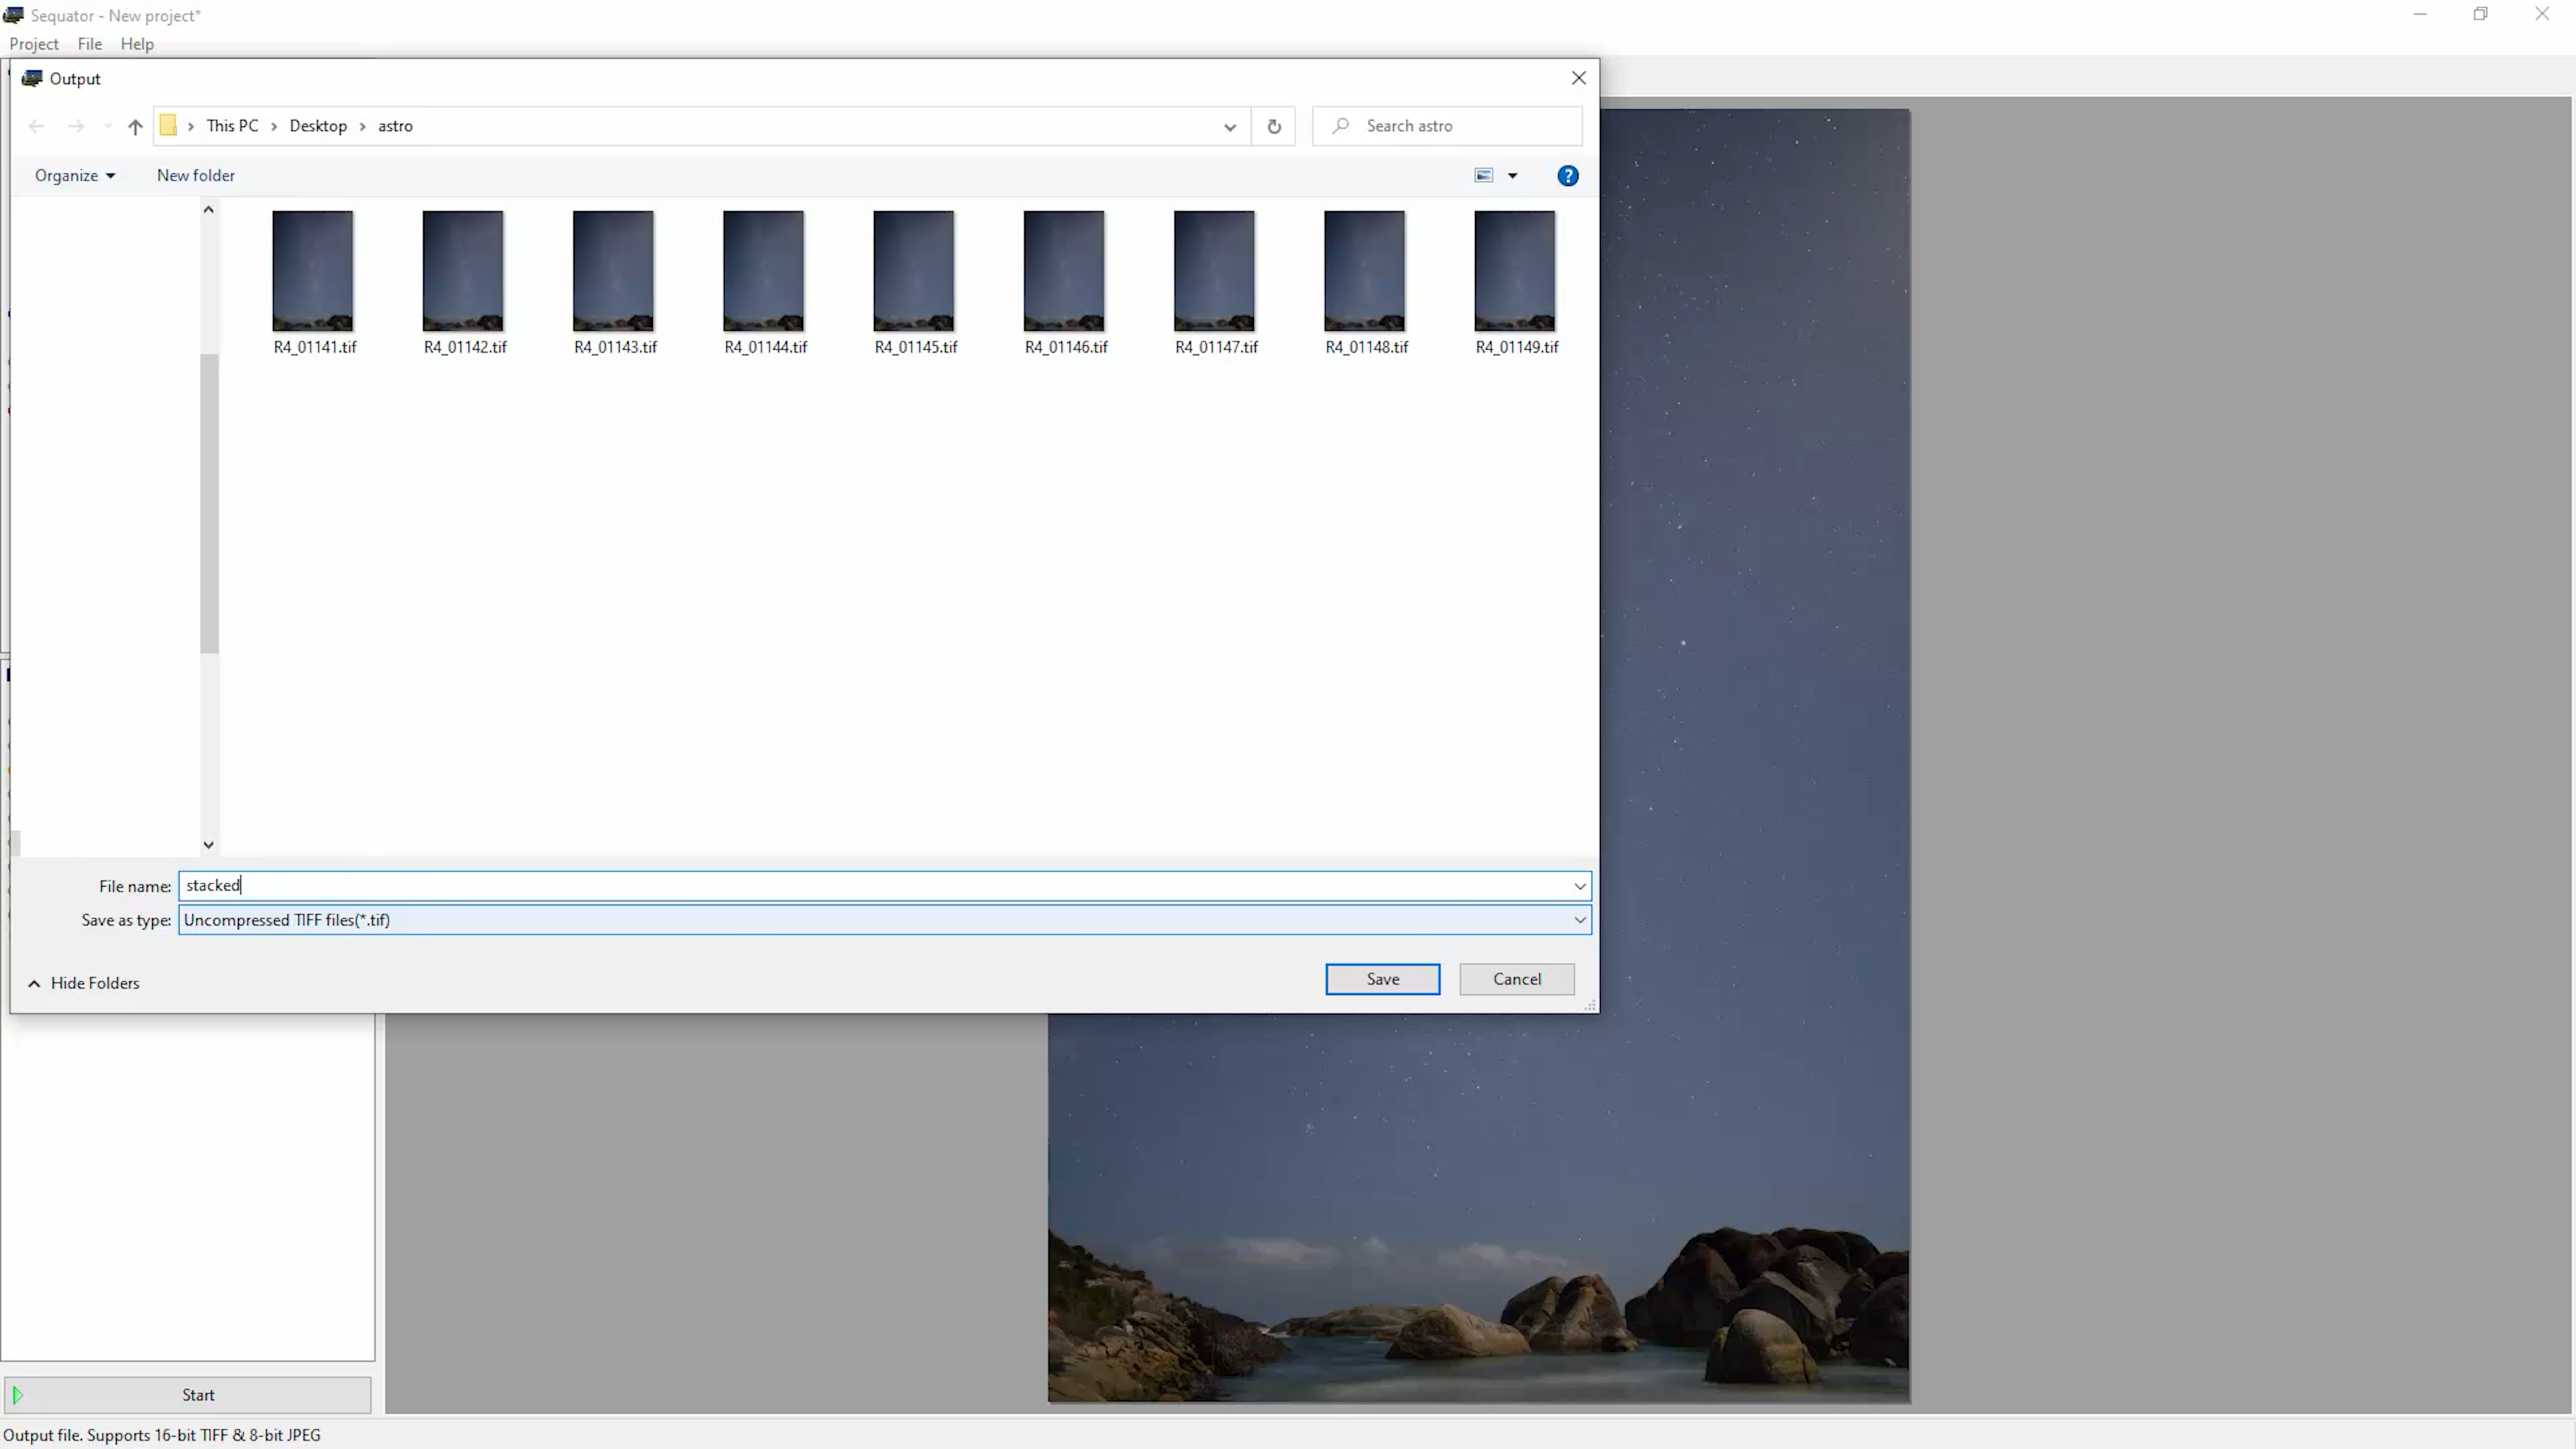 Sequator - New project*
Project File Help
Output
This PC > Desktop > astro
Search astro
Organize New folder
R4_01141.tif R4_01142.tif R4_01143.tif R4_01144.tif R4_01145.tif R4_01146.tif R4_01147.tif R4_01148.tif R4_01149.tif
File name: stacked
Save as type: Uncompressed TIFF files(*.tif)
Hide Folders
Save Cancel
Start
Output file. Supports 16-bit TIFF & 8-bit JPEG